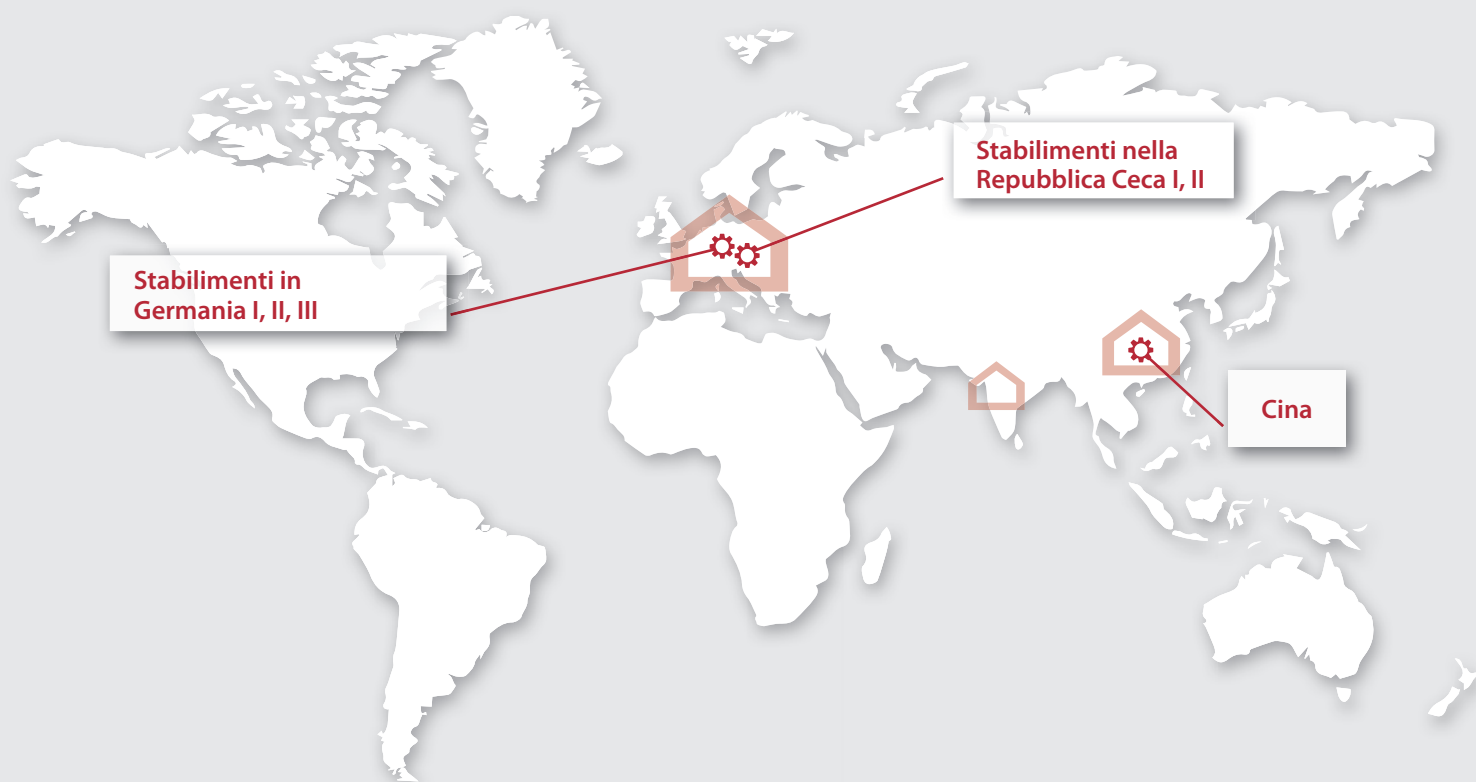 Stabilimenti nella
Repubblica Ceca I, II
Stabilimenti in
Germania I, II, III
Cina